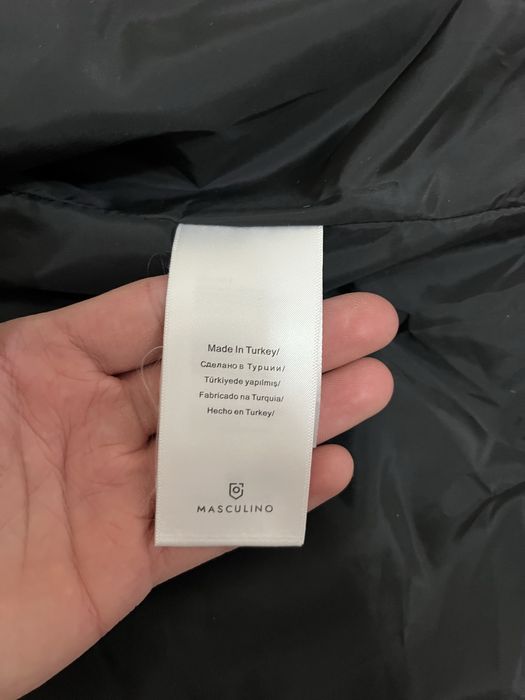 Made In Turkey/
Сделано в Турции/
Türkiyede yapılmış/
Fabricado na Turquia/
Hecho en Turkey/
MASCULINO